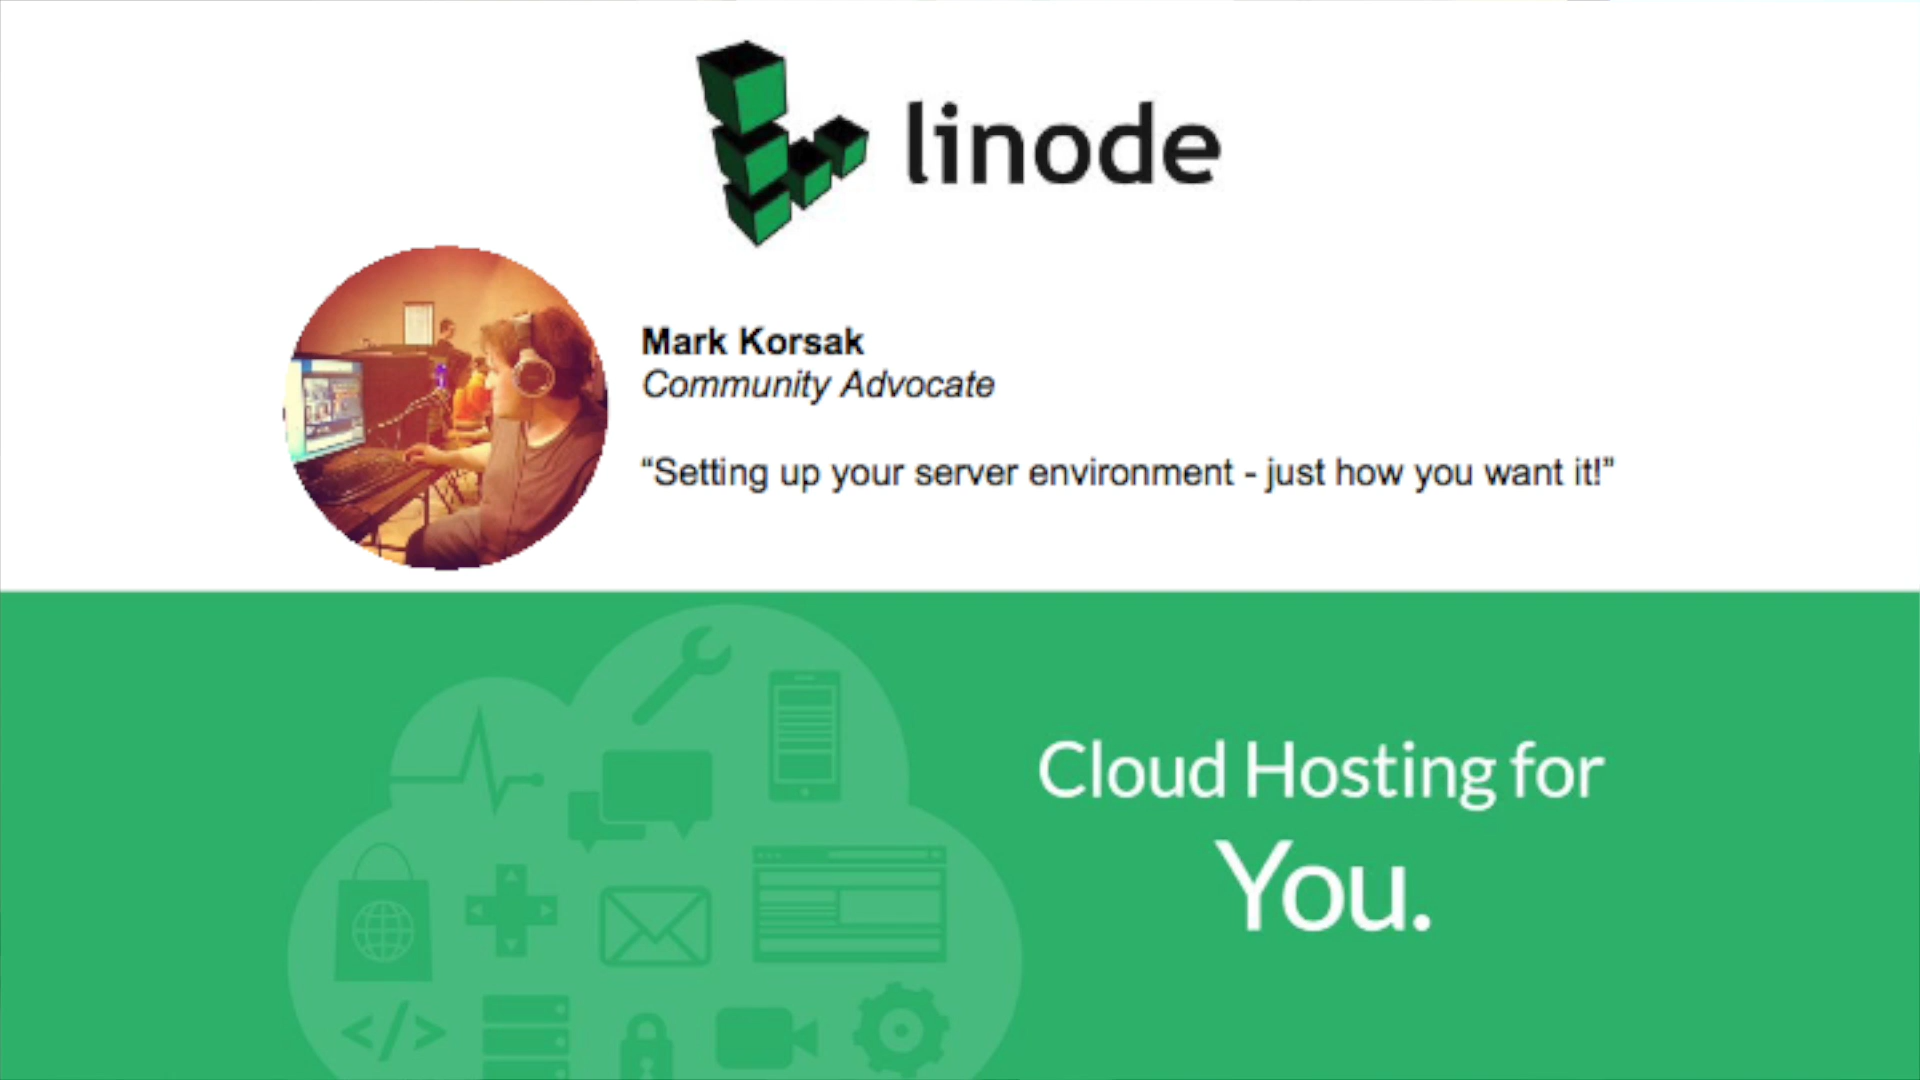 linode
Mark Korsak
Community Advocate
“Setting up your server environment - just how you want it!”
Cloud Hosting for
You.